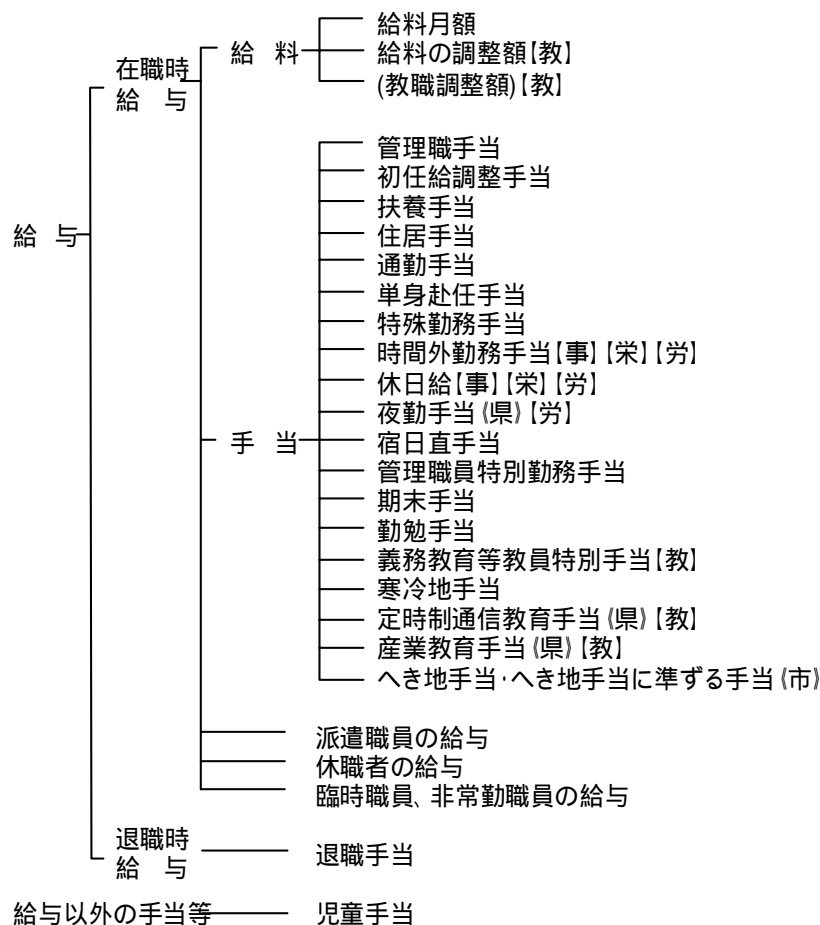 給料月額
給 料
給料の調整額【教】
在職時
給 与
(教職調整額)【教】
管理職手当
初任給調整手当
扶養手当
給 与
住居手当
通勤手当
単身赴任手当
特殊勤務手当
時間外勤務手当【事】【栄】【労】
休日給【事】【栄】【労】
夜勤手当《県》【労】
手 当
宿日直手当
管理職員特別勤務手当
期末手当
勤勉手当
義務教育等教員特別手当【教】
寒冷地手当
定時制通信教育手当《県》【教】
産業教育手当《県》【教】
へき地手当・へき地手当に準ずる手当《市》
派遣職員の給与
休職者の給与
臨時職員、非常勤職員の給与
退職時
給 与
退職手当
給与以外の手当等
児童手当